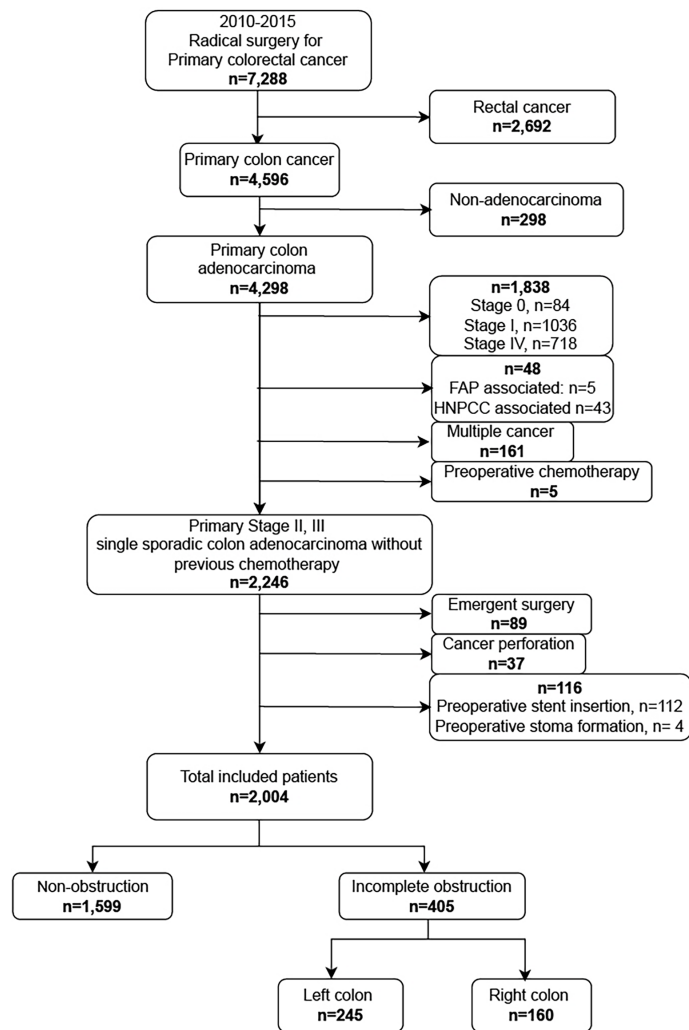 2010-2015
Radical surgery for
Primary colorectal cancer
n=7,288
Rectal cancer
n=2,692
Primary colon cancer
n=4,596
Non-adenocarcinoma
n=298
Primary colon
adenocarcinoma
n=4,298
n=1,838
Stage 0, n=84
Stage I, n=1036
Stage IV, n=718
n=48
FAP associated: n=5
HNPCC associated n=43
Multiple cancer
n=161
Preoperative chemotherapy
n=5
Primary Stage II, III
single sporadic colon adenocarcinoma without
previous chemotherapy
n=2,246
Emergent surgery
n=89
Cancer perforation
n=37
n=116
Preoperative stent insertion, n=112
Preoperative stoma formation, n= 4
Total included patients
n=2,004
Non-obstruction
n=1,599
Incomplete obstruction
n=405
Left colon
n=245
Right colon
n=160